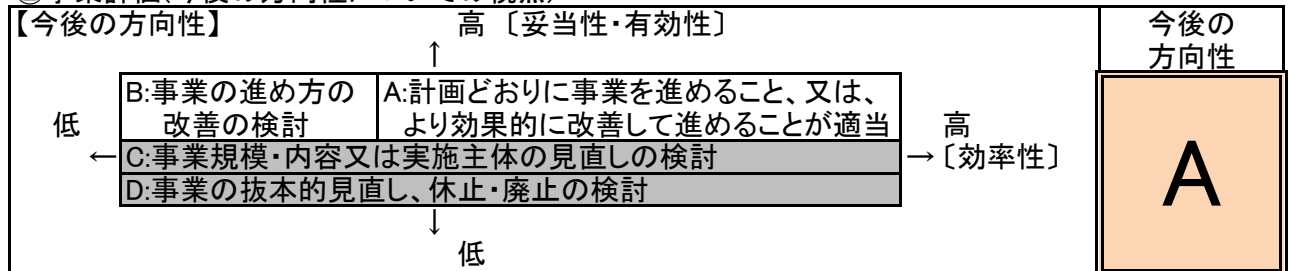 【今後の方向性】
高〔妥当性・有効性〕
↑
B:事業の進め方の
改善の検討
A:計画どおりに事業を進めること、又は、
より効果的に改善して進めることが適当
低
←
C:事業規模・内容又は実施主体の見直しの検討
D:事業の抜本的見直し、休止・廃止の検討
高
→〔効率性〕
↓
低
今後の
方向性
A